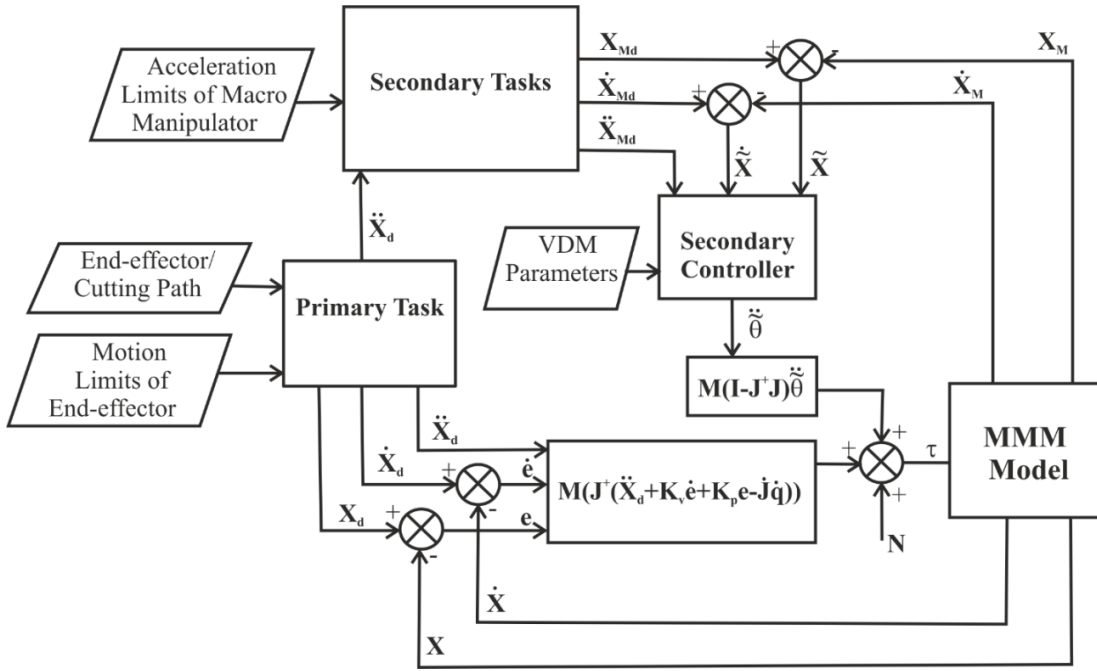 Acceleration
Limits of Macro
Manipulator
Secondary Tasks
X_Md
Ẋ_Md
Ẍ_Md
+
-
X_M
+
-
Ẋ_M
X̃̇
X̃
Ẍ_d
VDM
Parameters
Secondary
Controller
End-effector/
Cutting Path
Primary Task
Motion
Limits of
End-effector
θ̃̈
M(I-J⁺J)θ̃̈
Ẍ_d
Ẋ_d
+
-
ė
X_d
+
-
e
M(J⁺(Ẍ_d+K_vė+K_pe-J̇q̇))
+
+
+
τ
N
MMM
Model
Ẋ
X